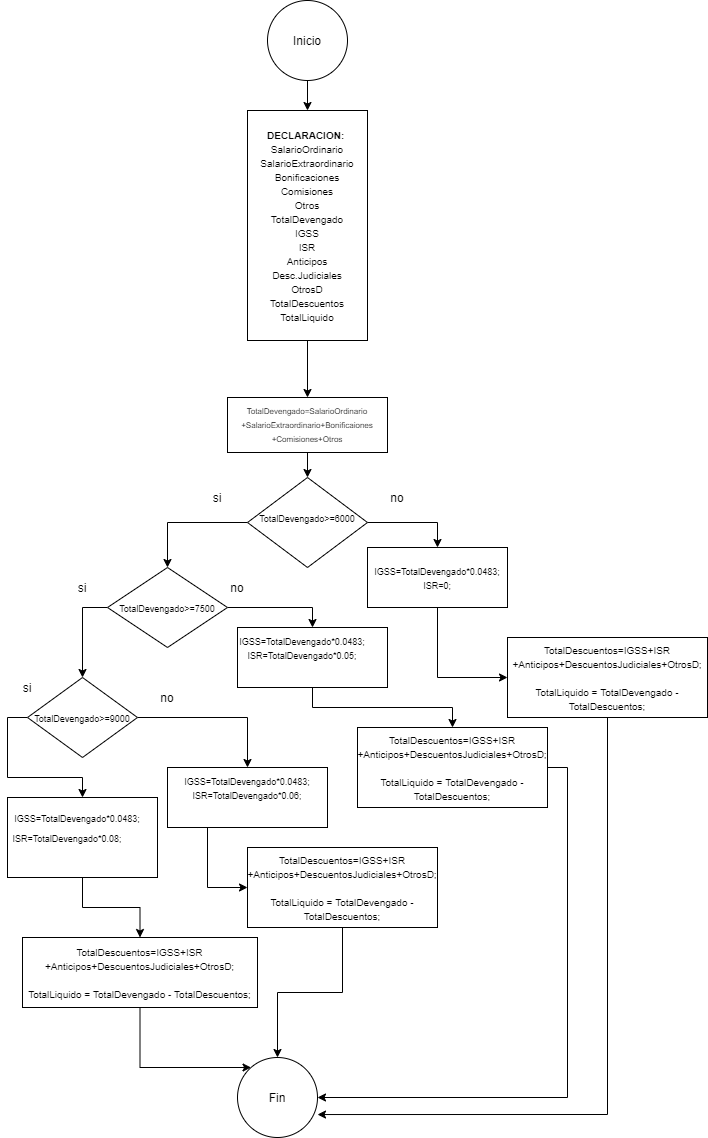 Inicio
DECLARACION:
SalarioOrdinario
SalarioExtraordinario
Bonificaciones
Comisiones
Otros
TotalDevengado
IGSS
ISR
Anticipos
Desc.Judiciales
OtrosD
TotalDescuentos
TotalLiquido
TotalDevengado=SalarioOrdinario
+SalarioExtraordinario+Bonificaiones
+Comisiones+Otros
si
no
TotalDevengado>=6000
IGSS=TotalDevengado*0.0483;
ISR=0;
si
no
TotalDevengado>=7500
IGSS=TotalDevengado*0.0483;
ISR=TotalDevengado*0.05;
TotalDescuentos=IGSS+ISR
+Anticipos+DescuentosJudiciales+OtrosD;
TotalLiquido = TotalDevengado -
TotalDescuentos;
si
no
TotalDevengado>=9000
TotalDescuentos=IGSS+ISR
+Anticipos+DescuentosJudiciales+OtrosD;
TotalLiquido = TotalDevengado -
TotalDescuentos;
IGSS=TotalDevengado*0.0483;
ISR=TotalDevengado*0.06;
IGSS=TotalDevengado*0.0483;
ISR=TotalDevengado*0.08;
TotalDescuentos=IGSS+ISR
+Anticipos+DescuentosJudiciales+OtrosD;
TotalLiquido = TotalDevengado -
TotalDescuentos;
TotalDescuentos=IGSS+ISR
+Anticipos+DescuentosJudiciales+OtrosD;
TotalLiquido = TotalDevengado - TotalDescuentos;
Fin